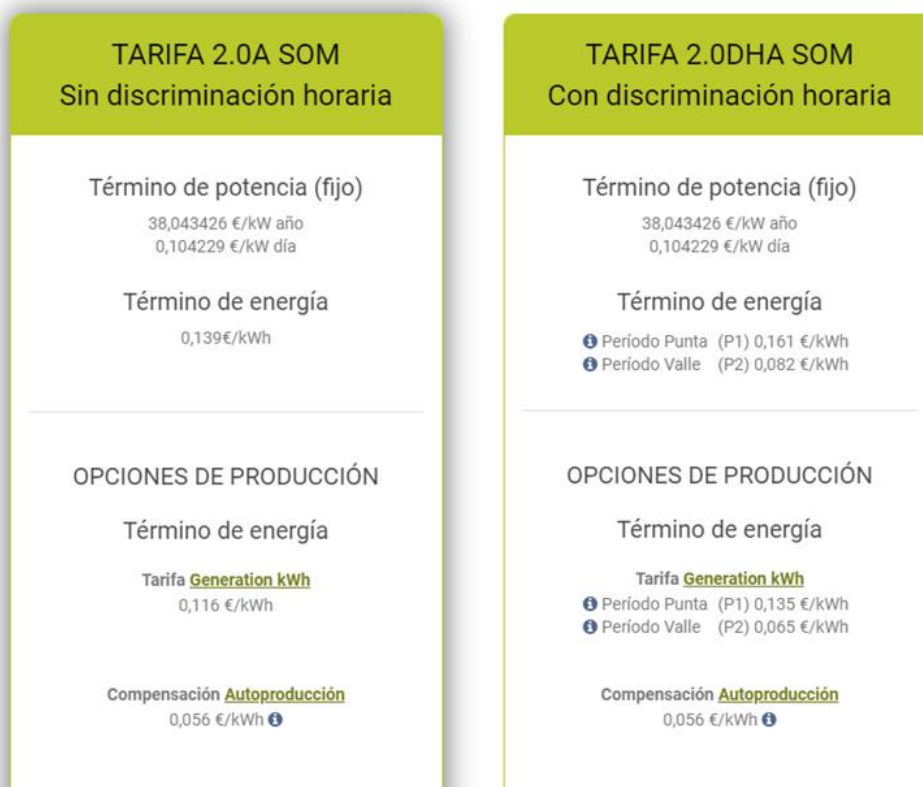 TARIFA 2.0A SOM
Sin discriminación horaria
Término de potencia (fijo)
38,043426 €/kW año
0,104229 €/kW día
Término de energía
0,139€/kWh
OPCIONES DE PRODUCCIÓN
Término de energía
Tarifa Generation kWh
0,116 €/kWh
Compensación Autoproducción
0,056 €/kWh
TARIFA 2.0DHA SOM
Con discriminación horaria
Término de potencia (fijo)
38,043426 €/kW año
0,104229 €/kW día
Término de energía
Período Punta (P1) 0,161 €/kWh
Período Valle (P2) 0,082 €/kWh
OPCIONES DE PRODUCCIÓN
Término de energía
Tarifa Generation kWh
Período Punta (P1) 0,135 €/kWh
Período Valle (P2) 0,065 €/kWh
Compensación Autoproducción
0,056 €/kWh